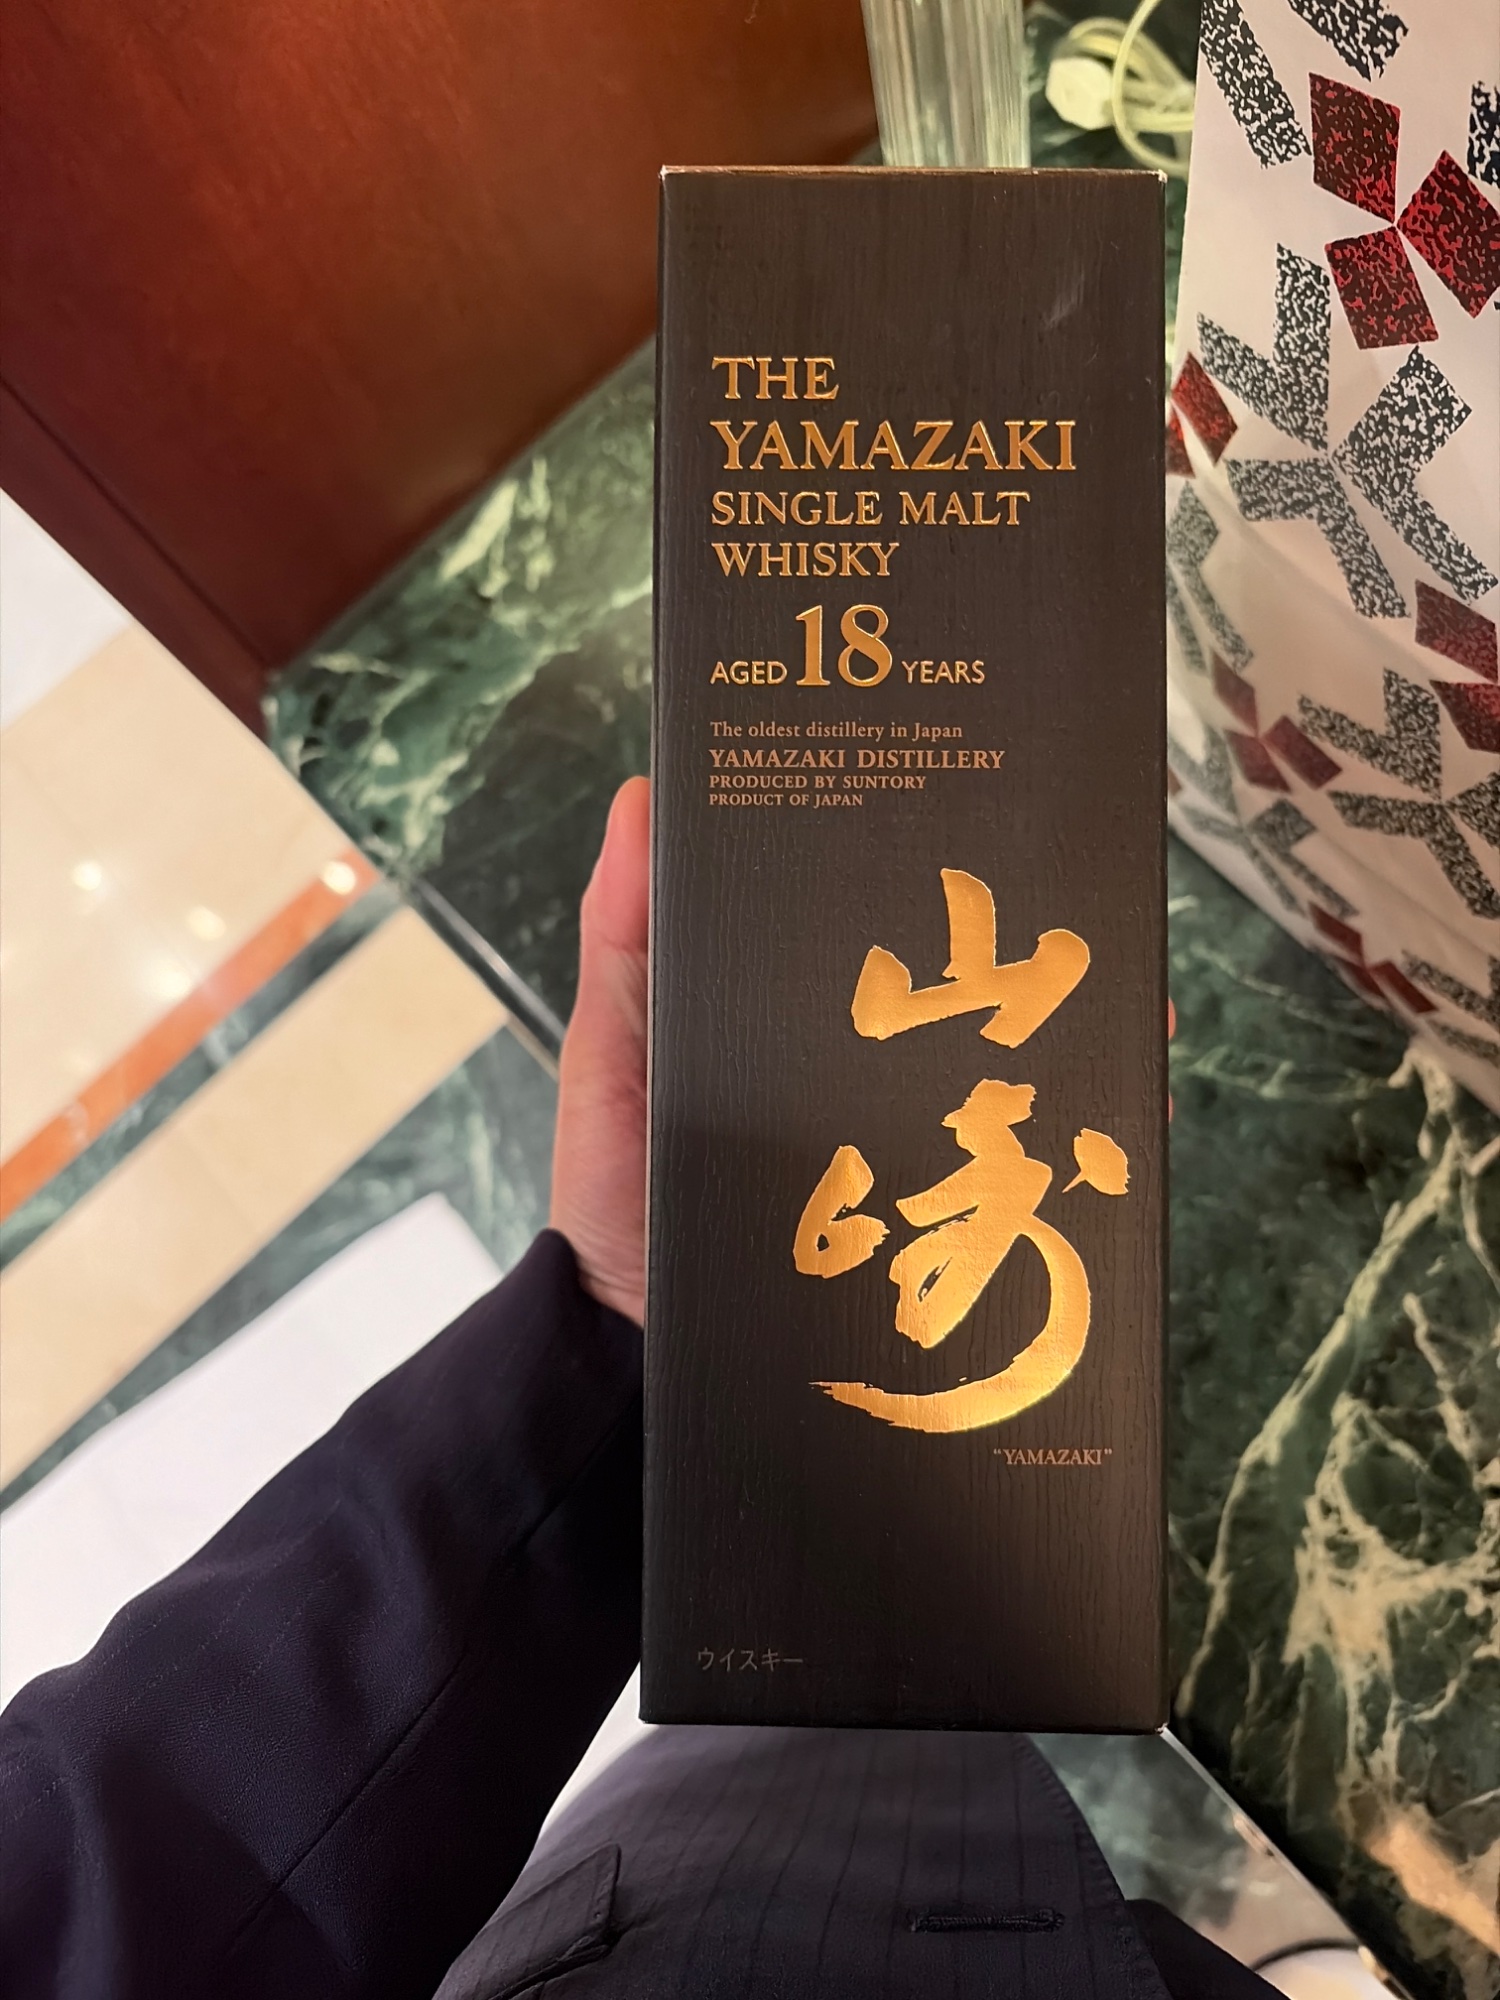 THE
YAMAZAKI
SINGLE MALT
WHISKY
AGED 18 YEARS
The oldest distillery in Japan
YAMAZAKI DISTILLERY
PRODUCED BY SUNTORY
PRODUCT OF JAPAN
山
崎
“YAMAZAKI”
ウイスキー